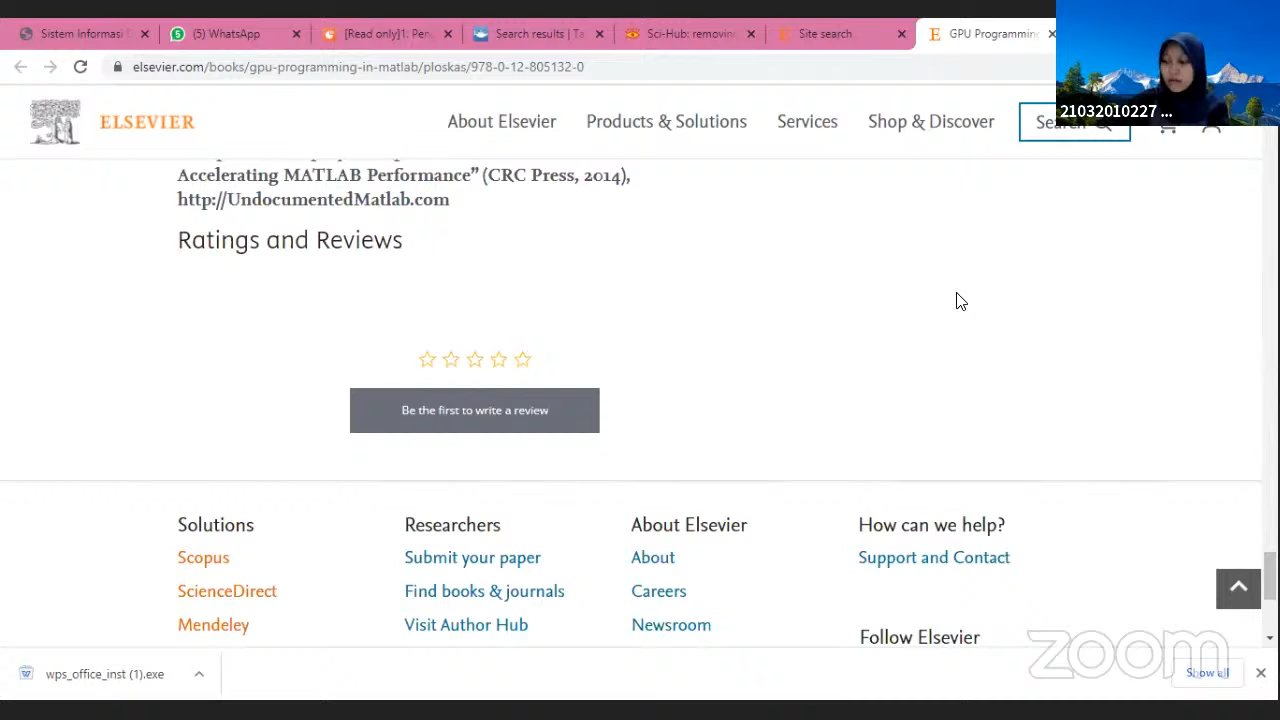 Sistem Informasi D
(5) WhatsApp
[Read only]1. Pen
Search results | Ta
Sci-Hub: removin
Site search
GPU Programmin
elsevier.com/books/gpu-programming-in-matlab/ploskas/978-0-12-805132-0
21032010227 ...
ELSEVIER
About Elsevier
Products & Solutions
Services
Shop & Discover
Search
Accelerating MATLAB Performance” (CRC Press, 2014),
http://UndocumentedMatlab.com
Ratings and Reviews
Be the first to write a review
Solutions
Scopus
ScienceDirect
Mendeley
Researchers
Submit your paper
Find books & journals
Visit Author Hub
About Elsevier
About
Careers
Newsroom
How can we help?
Support and Contact
Follow Elsevier
zoom
wps_office_inst (1).exe
Show all